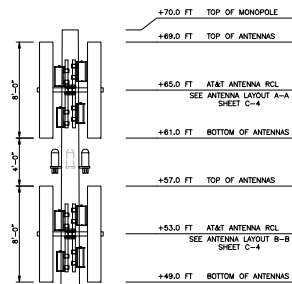 +70.0 FT TOP OF MONOPOLE
+69.0 FT TOP OF ANTENNAS
8'-0"
+65.0 FT AT&T ANTENNA RCL
SEE ANTENNA LAYOUT A-A
SHEET C-4
+61.0 FT BOTTOM OF ANTENNAS
4'-0"
+57.0 FT TOP OF ANTENNAS
8'-0"
+53.0 FT AT&T ANTENNA RCL
SEE ANTENNA LAYOUT B-B
SHEET C-4
+49.0 FT BOTTOM OF ANTENNAS